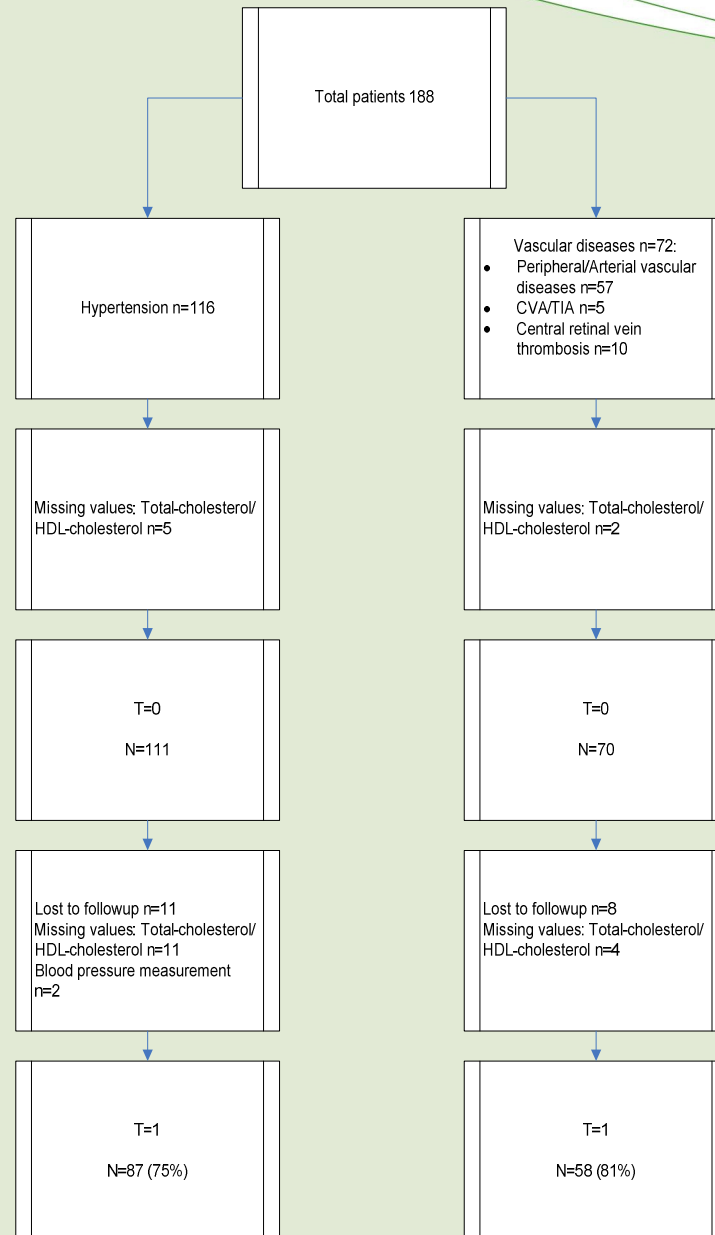 Total patients 188
Hypertension n=116
Vascular diseases n=72:
• Peripheral/Arterial vascular
diseases n=57
• CVA/TIA n=5
• Central retinal vein
thrombosis n=10
Missing values: Total-cholesterol/
HDL-cholesterol n=5
Missing values: Total-cholesterol/
HDL-cholesterol n=2
T=0
N=111
T=0
N=70
Lost to followup n=11
Missing values: Total-cholesterol/
HDL-cholesterol n=11
Blood pressure measurement
n=2
Lost to followup n=8
Missing values: Total-cholesterol/
HDL-cholesterol n=4
T=1
N=87 (75%)
T=1
N=58 (81%)